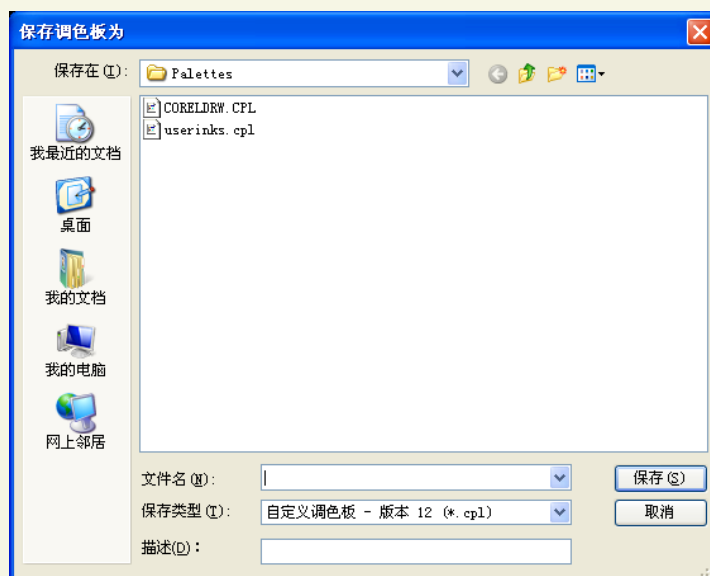 保存调色板为
保存在(I):
Palettes
CORELDRW.CPL
userinks.cpl
我最近的文档
桌面
我的文档
我的电脑
网上邻居
文件名(N):
保存(S)
保存类型(T):
自定义调色板 - 版本 12 (*.cpl)
取消
描述(D):